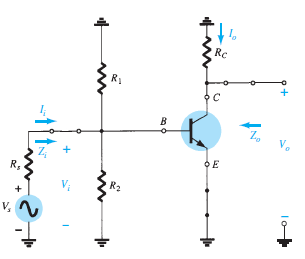 I_o
R_C
R_1
C
I_i
B
+
Z_i
+
Z_o
V_o
R_s
E
+
V_i
R_2
V_s
–
–
–